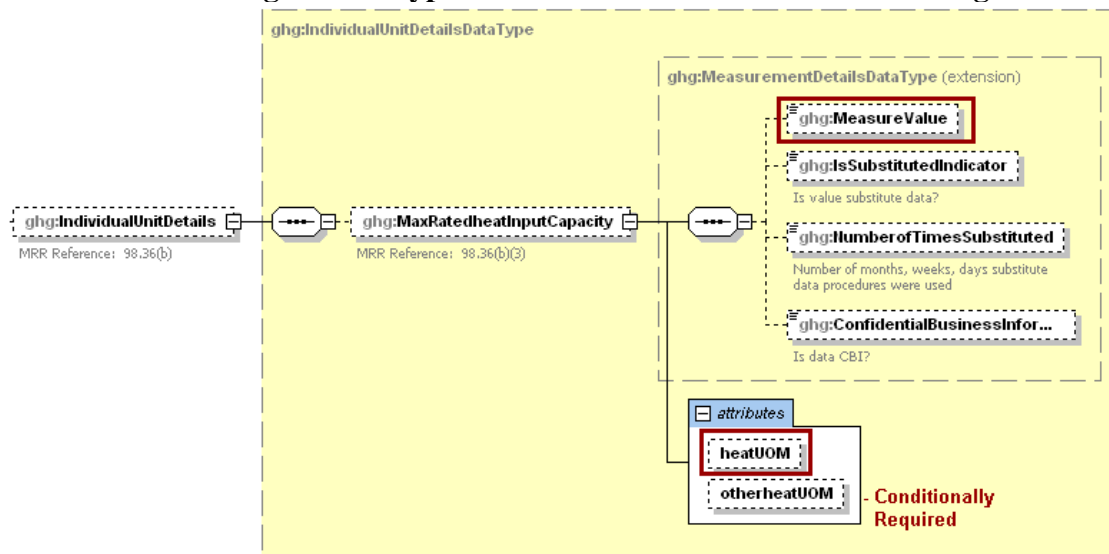 ghg:IndividualUnitDetailsDataType
ghg:MeasurementDetailsDataType (extension)
ghg:MeasureValue
ghg:IsSubstitutedIndicator
Is value substitute data?
ghg:IndividualUnitDetails
MRR Reference: 98.36(b)
ghg:MaxRatedheatInputCapacity
MRR Reference: 98.36(b)(3)
ghg:NumberofTimesSubstituted
Number of months, weeks, days substitute
data procedures were used
ghg:ConfidentialBusinessInfor...
Is data CBI?
attributes
heatUOM
otherheatUOM
- Conditionally
Required